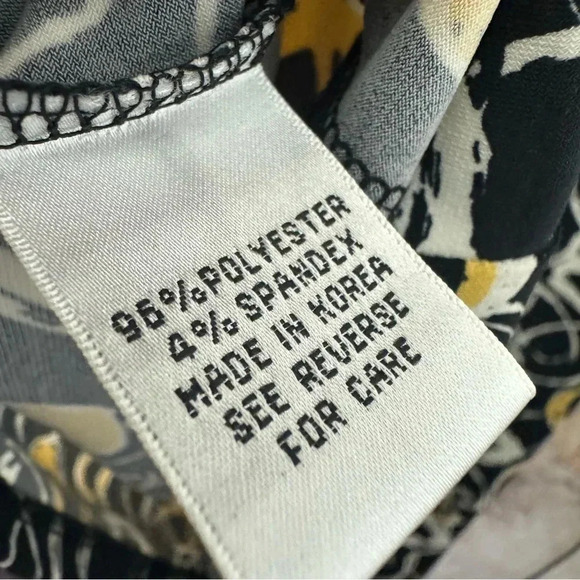 96% POLYESTER
4% SPANDEX
MADE IN KOREA
SEE REVERSE
FOR CARE